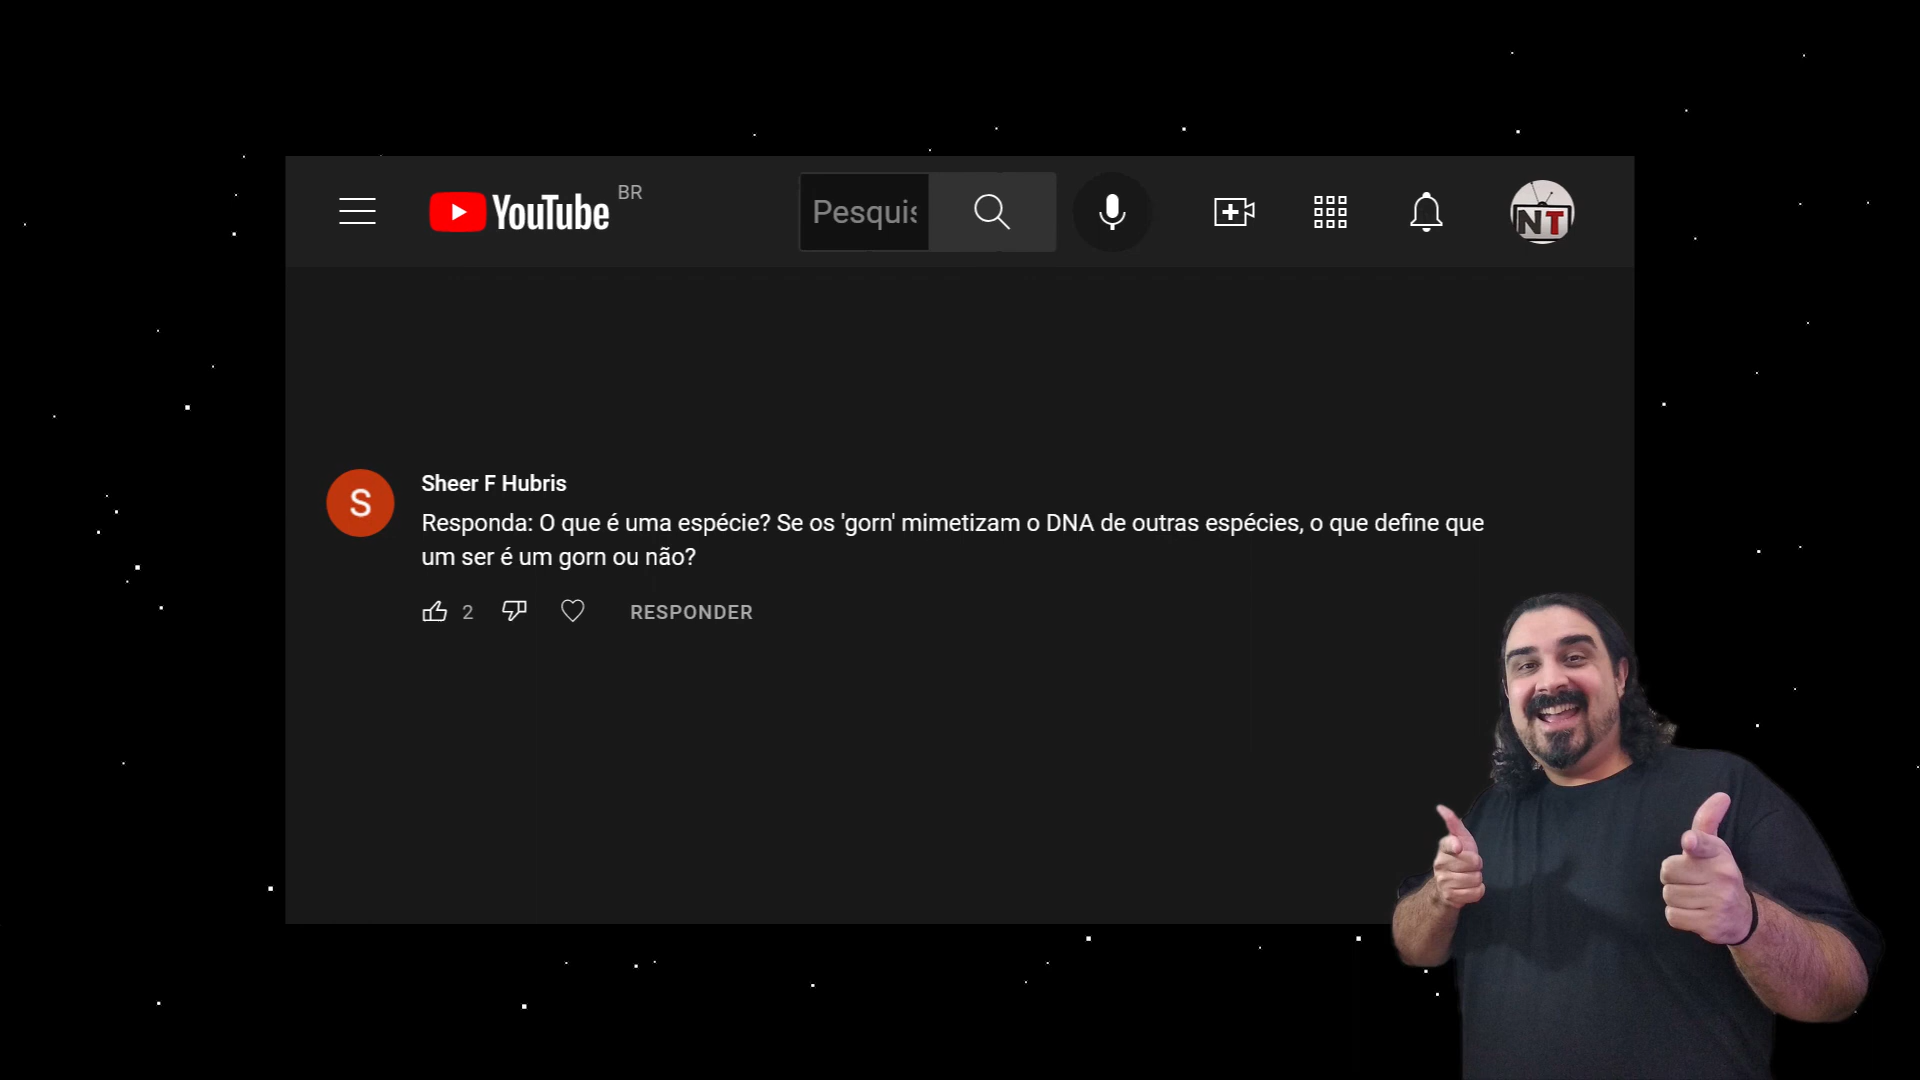 YouTube BR
Pesquis
NT
S
Sheer F Hubris
Responda: O que é uma espécie? Se os 'gorn' mimetizam o DNA de outras espécies, o que define que
um ser é um gorn ou não?
2 RESPONDER